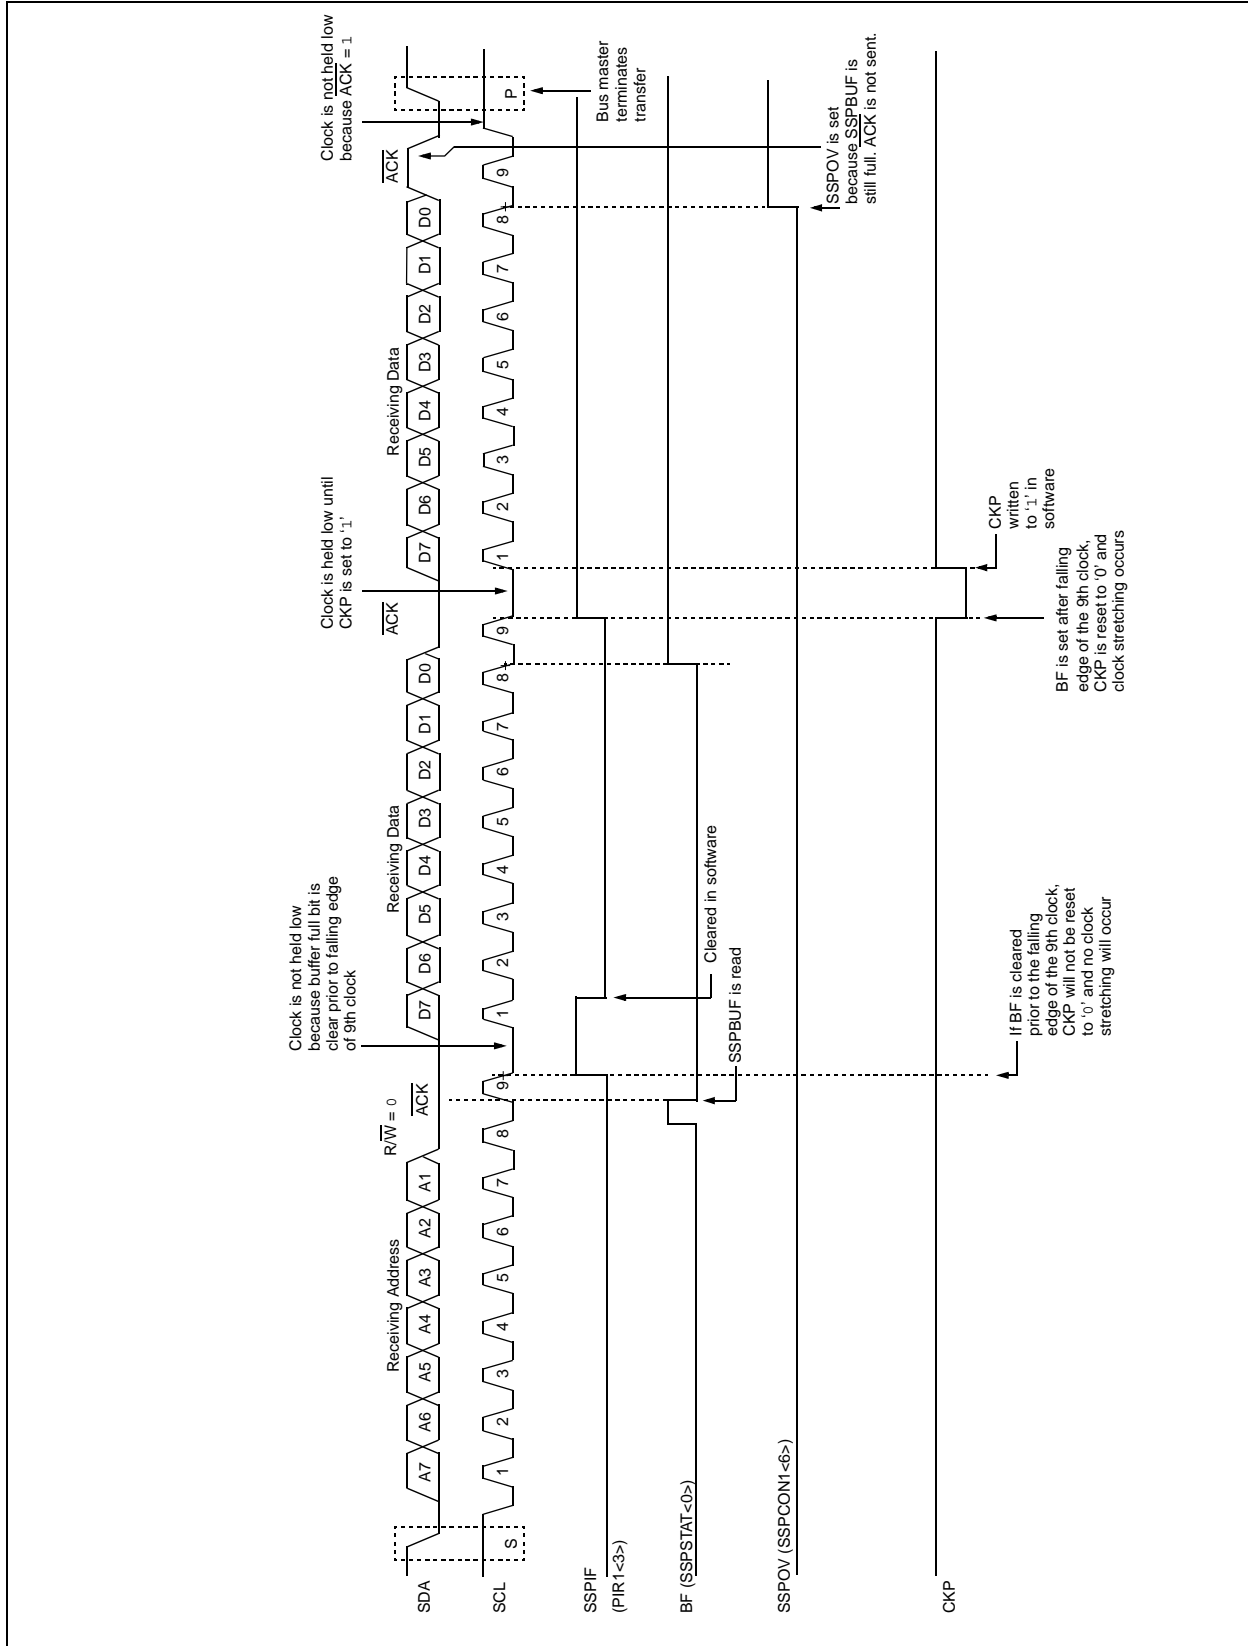 Clock is not held low
because buffer full bit is
clear prior to falling edge
of 9th clock
Clock is held low until
CKP is set to ‘1’
Clock is not held low
because ACK = 1
R/W = 0
Receiving Address
ACK
Receiving Data
ACK
Receiving Data
ACK
SDA
A7 A6 A5 A4 A3 A2 A1
D7 D6 D5 D4 D3 D2 D1 D0
D7 D6 D5 D4 D3 D2 D1 D0
SCL
S
1 2 3 4 5 6 7 8 9
1 2 3 4 5 6 7 8 9
1 2 3 4 5 6 7 8 9
P
SSPIF
(PIR1<3>)
Bus master
terminates
transfer
Cleared in software
BF (SSPSTAT<0>)
SSPBUF is read
SSPOV (SSPCON1<6>)
SSPOV is set
because SSPBUF is
still full. ACK is not sent.
CKP
CKP
written
to ‘1’ in
software
If BF is cleared
prior to the falling
edge of the 9th clock,
CKP will not be reset
to ‘0’ and no clock
stretching will occur
BF is set after falling
edge of the 9th clock,
CKP is reset to ‘0’ and
clock stretching occurs